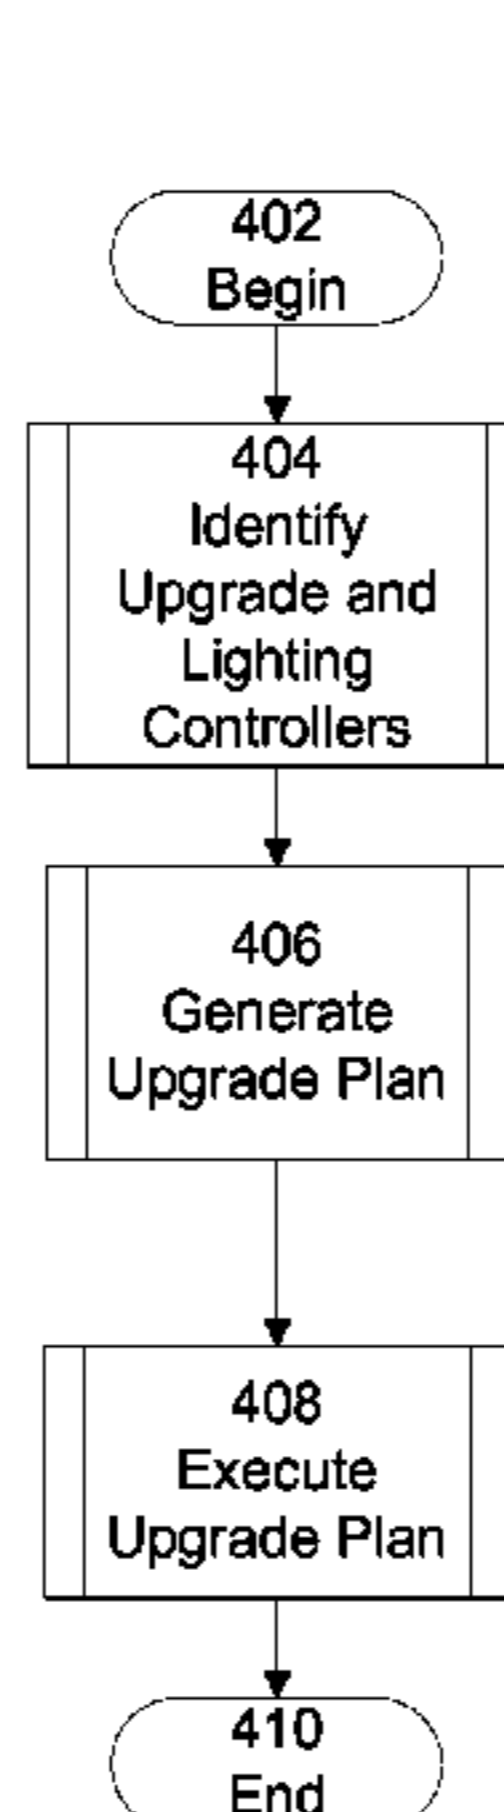 402
Begin
404
Identify
Upgrade and
Lighting
Controllers
406
Generate
Upgrade Plan
408
Execute
Upgrade Plan
410
End